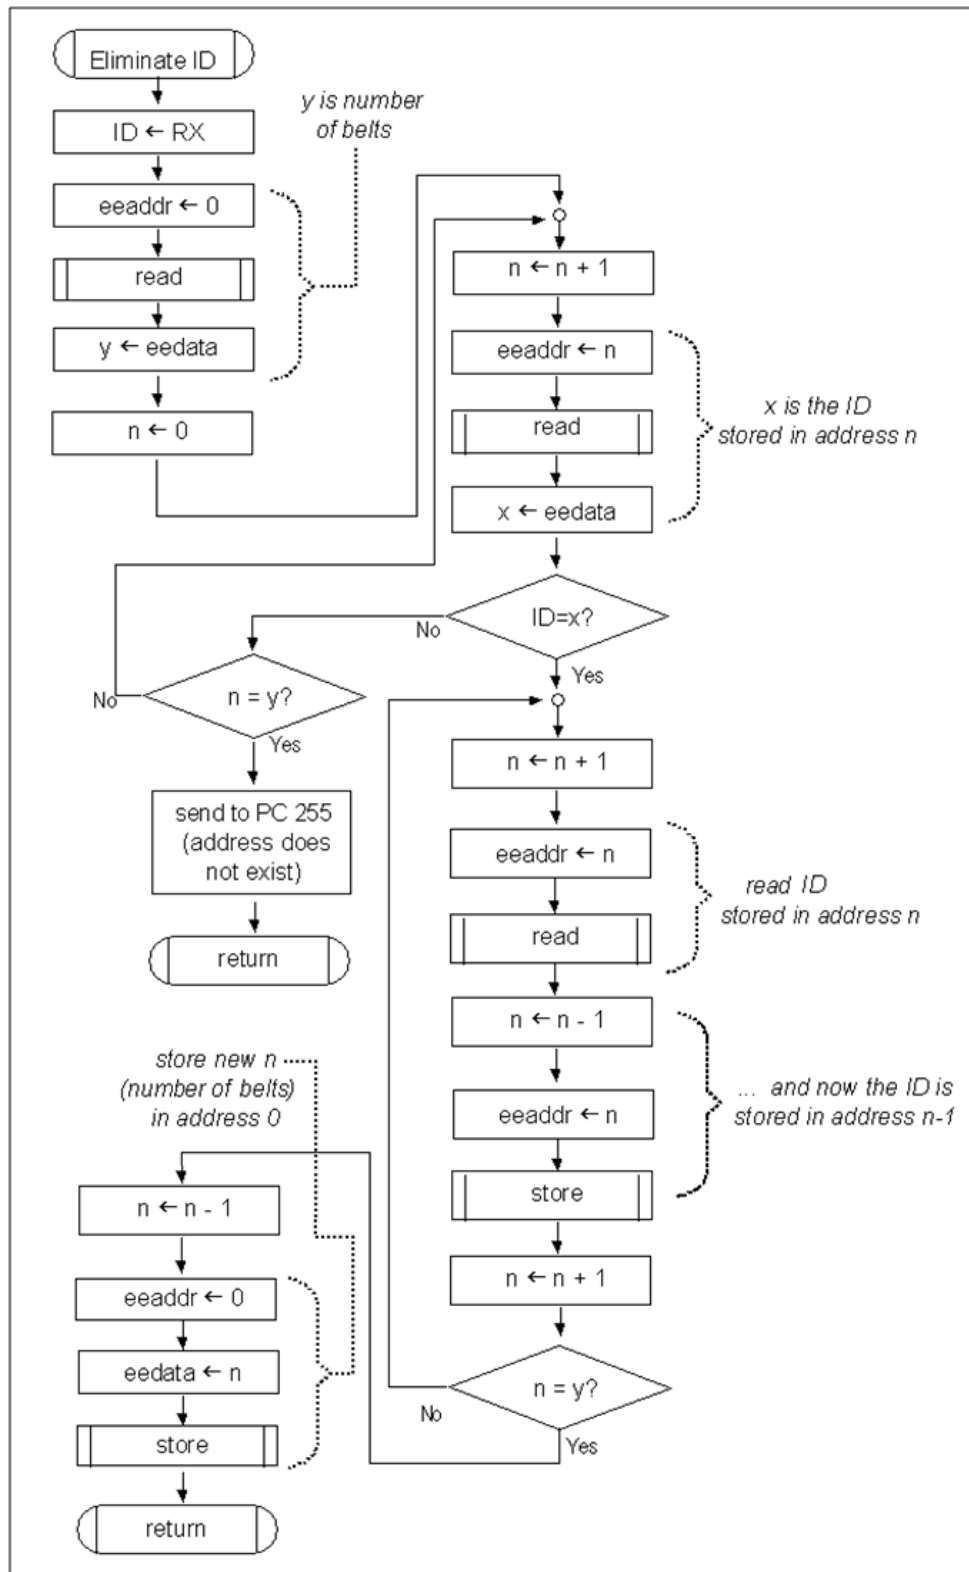 Eliminate ID
ID ← RX
eeaddr ← 0
read
y ← eedata
n ← 0
y is number
of belts
n ← n + 1
eeaddr ← n
read
x ← eedata
x is the ID
stored in address n
ID=x?
No
Yes
n = y?
No
Yes
send to PC 255
(address does
not exist)
return
n ← n + 1
eeaddr ← n
read
read ID
stored in address n
n ← n - 1
eeaddr ← n
store
... and now the ID is
stored in address n-1
n ← n + 1
n = y?
No
Yes
store new n
(number of belts)
in address 0
n ← n - 1
eeaddr ← 0
eedata ← n
store
return